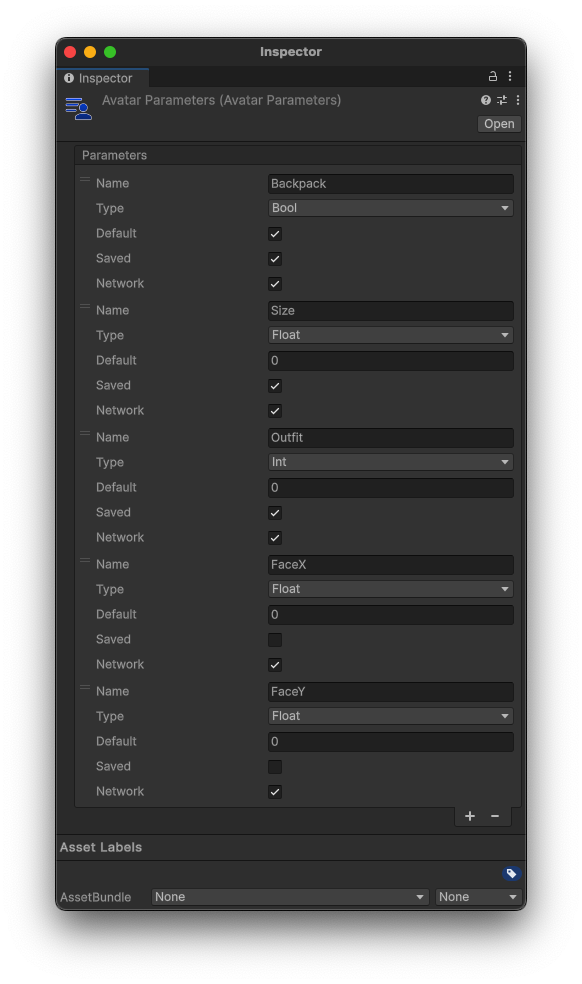 Inspector
Inspector
Avatar Parameters (Avatar Parameters)
Open
Parameters
Name Backpack
Type Bool
Default
Saved
Network
Name Size
Type Float
Default 0
Saved
Network
Name Outfit
Type Int
Default 0
Saved
Network
Name FaceX
Type Float
Default 0
Saved
Network
Name FaceY
Type Float
Default 0
Saved
Network
+ −
Asset Labels
AssetBundle None None